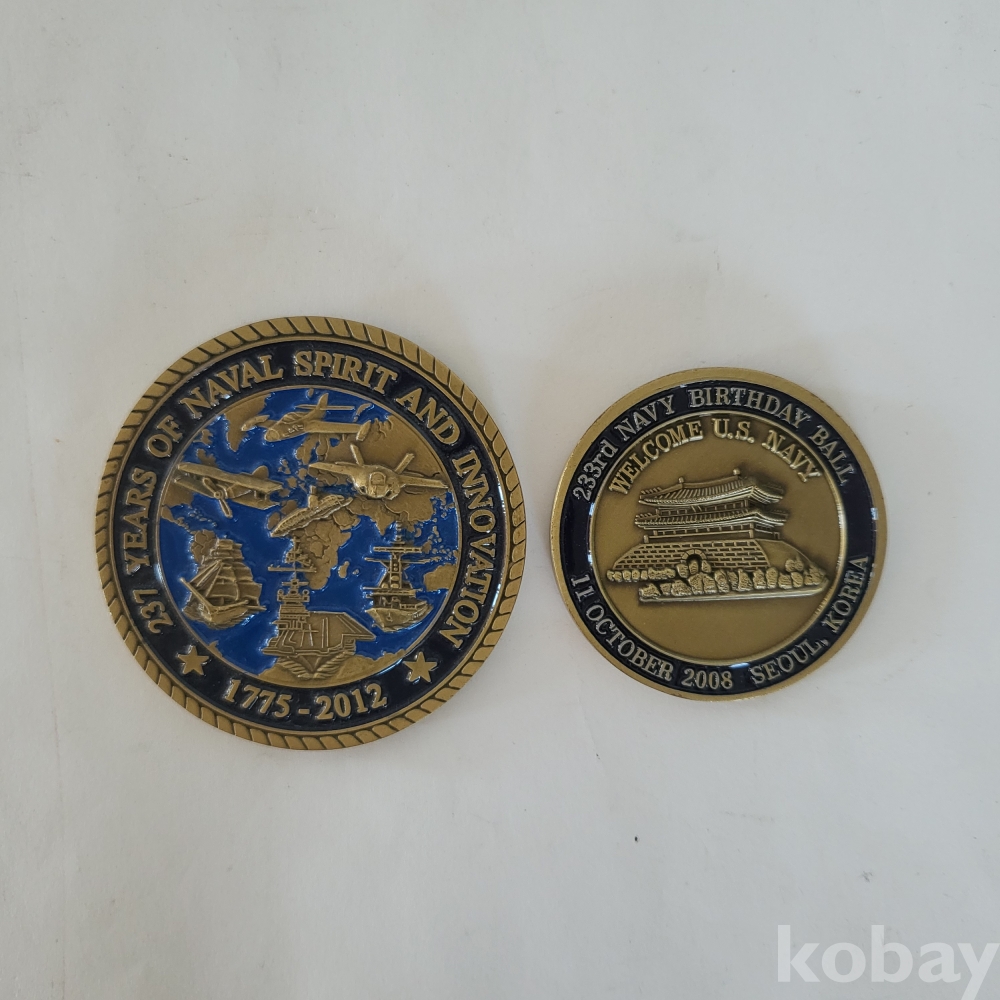 237 YEARS OF NAVAL SPIRIT AND INNOVATION
1775-2012
233rd NAVY BIRTHDAY BALL
WELCOME U.S. NAVY
11 OCTOBER 2008 SEOUL, KOREA
kobay